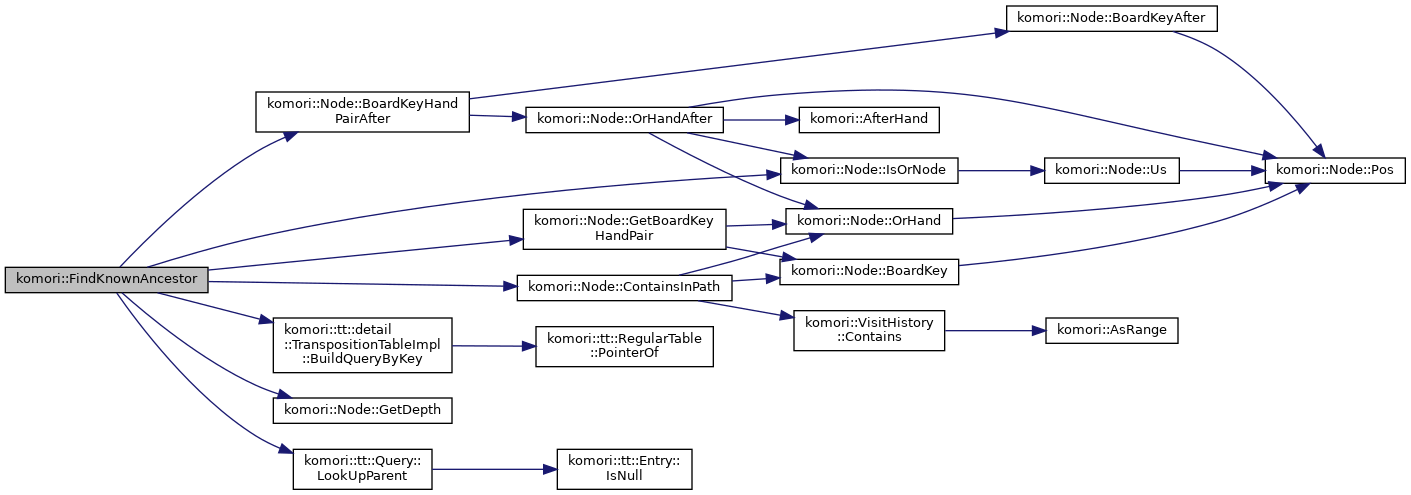 komori::FindKnownAncestor
komori::Node::BoardKeyHand
PairAfter
komori::Node::BoardKeyAfter
komori::Node::OrHandAfter
komori::AfterHand
komori::Node::IsOrNode
komori::Node::Us
komori::Node::Pos
komori::Node::GetBoardKey
HandPair
komori::Node::OrHand
komori::Node::BoardKey
komori::Node::ContainsInPath
komori::VisitHistory
::Contains
komori::AsRange
komori::tt::detail
::TranspositionTableImpl
::BuildQueryByKey
komori::tt::RegularTable
::PointerOf
komori::Node::GetDepth
komori::tt::Query::
LookUpParent
komori::tt::Entry::
IsNull